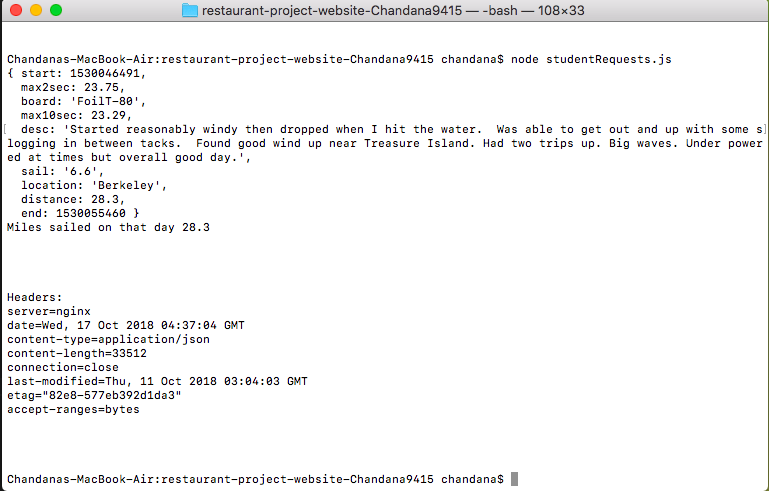 restaurant-project-website-Chandana9415 — -bash — 108×33
Chandanas-MacBook-Air:restaurant-project-website-Chandana9415 chandana$ node studentRequests.js
{ start: 1530046491,
  max2sec: 23.75,
  board: 'FoilT-80',
  max10sec: 23.29,
[ desc: 'Started reasonably windy then dropped when I hit the water.  Was able to get out and up with some s]
logging in between tacks.  Found good wind up near Treasure Island. Had two trips up. Big waves. Under power
ed at times but overall good day.',
  sail: '6.6',
  location: 'Berkeley',
  distance: 28.3,
  end: 1530055460 }
Miles sailed on that day 28.3
Headers:
server=nginx
date=Wed, 17 Oct 2018 04:37:04 GMT
content-type=application/json
content-length=33512
connection=close
last-modified=Thu, 11 Oct 2018 03:04:03 GMT
etag="82e8-577eb392d1da3"
accept-ranges=bytes
Chandanas-MacBook-Air:restaurant-project-website-Chandana9415 chandana$